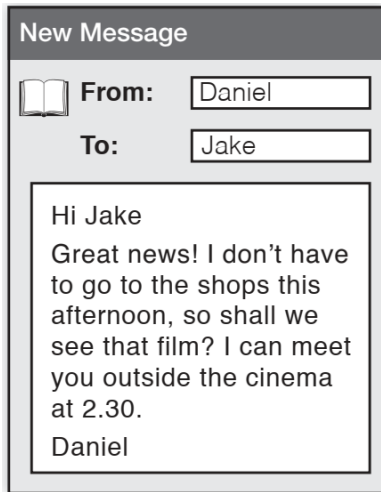 New Message
From: Daniel
To: Jake
Hi Jake
Great news! I don’t have
to go to the shops this
afternoon, so shall we
see that film? I can meet
you outside the cinema
at 2.30.
Daniel